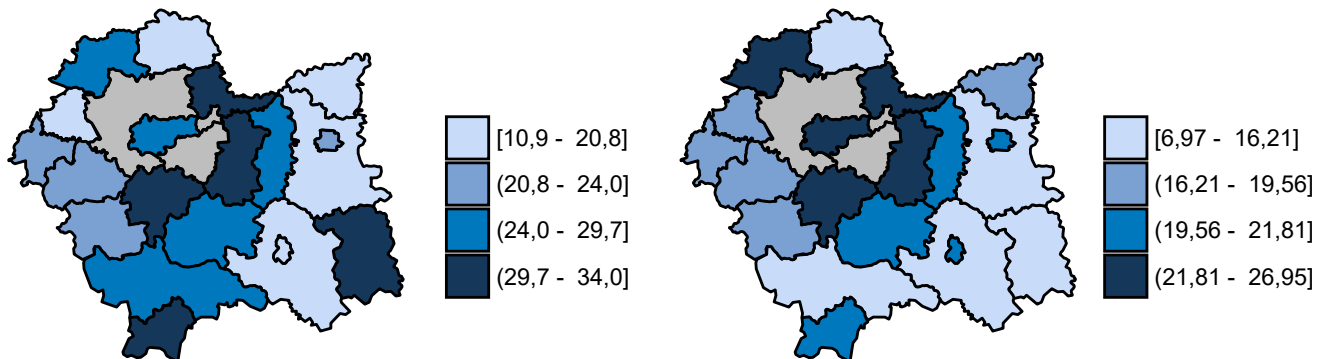 [10,9 - 20,8]
(20,8 - 24,0]
(24,0 - 29,7]
(29,7 - 34,0]
[6,97 - 16,21]
(16,21 - 19,56]
(19,56 - 21,81]
(21,81 - 26,95]